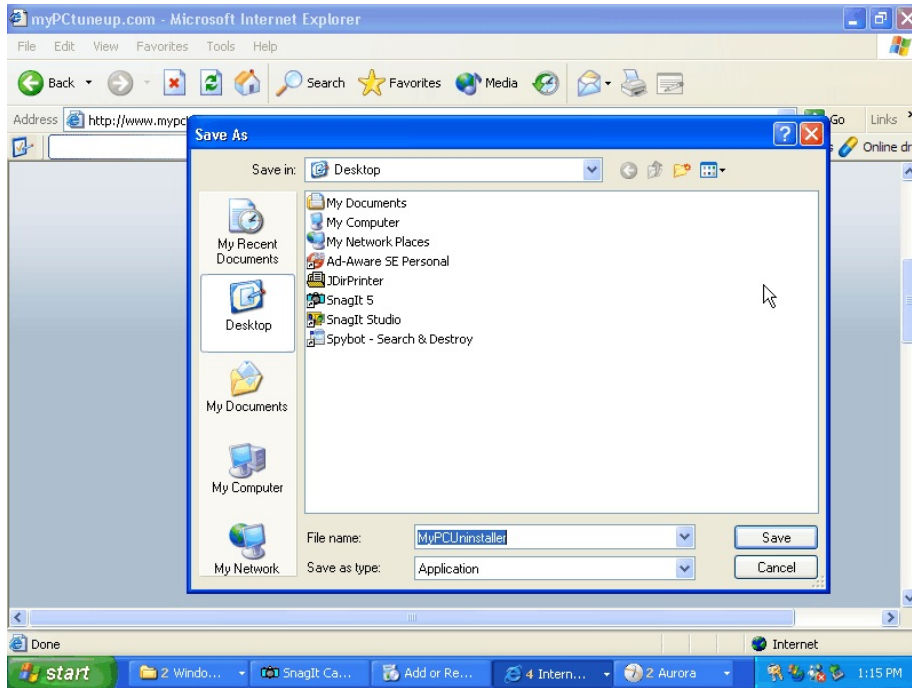 myPCtuneup.com - Microsoft Internet Explorer
File Edit View Favorites Tools Help
Back Search Favorites Media
Address http://www.mypc Go Links
Online dr
Save As
Save in: Desktop
My Recent Documents
Desktop
My Documents
My Computer
My Network
My Documents
My Computer
My Network Places
Ad-Aware SE Personal
JDirPrinter
SnagIt 5
SnagIt Studio
Spybot - Search & Destroy
File name: MyPCUninstaller Save
Save as type: Application Cancel
Done Internet
start 2 Windo... SnagIt Ca... Add or Re... 4 Intern... 2 Aurora 1:15 PM